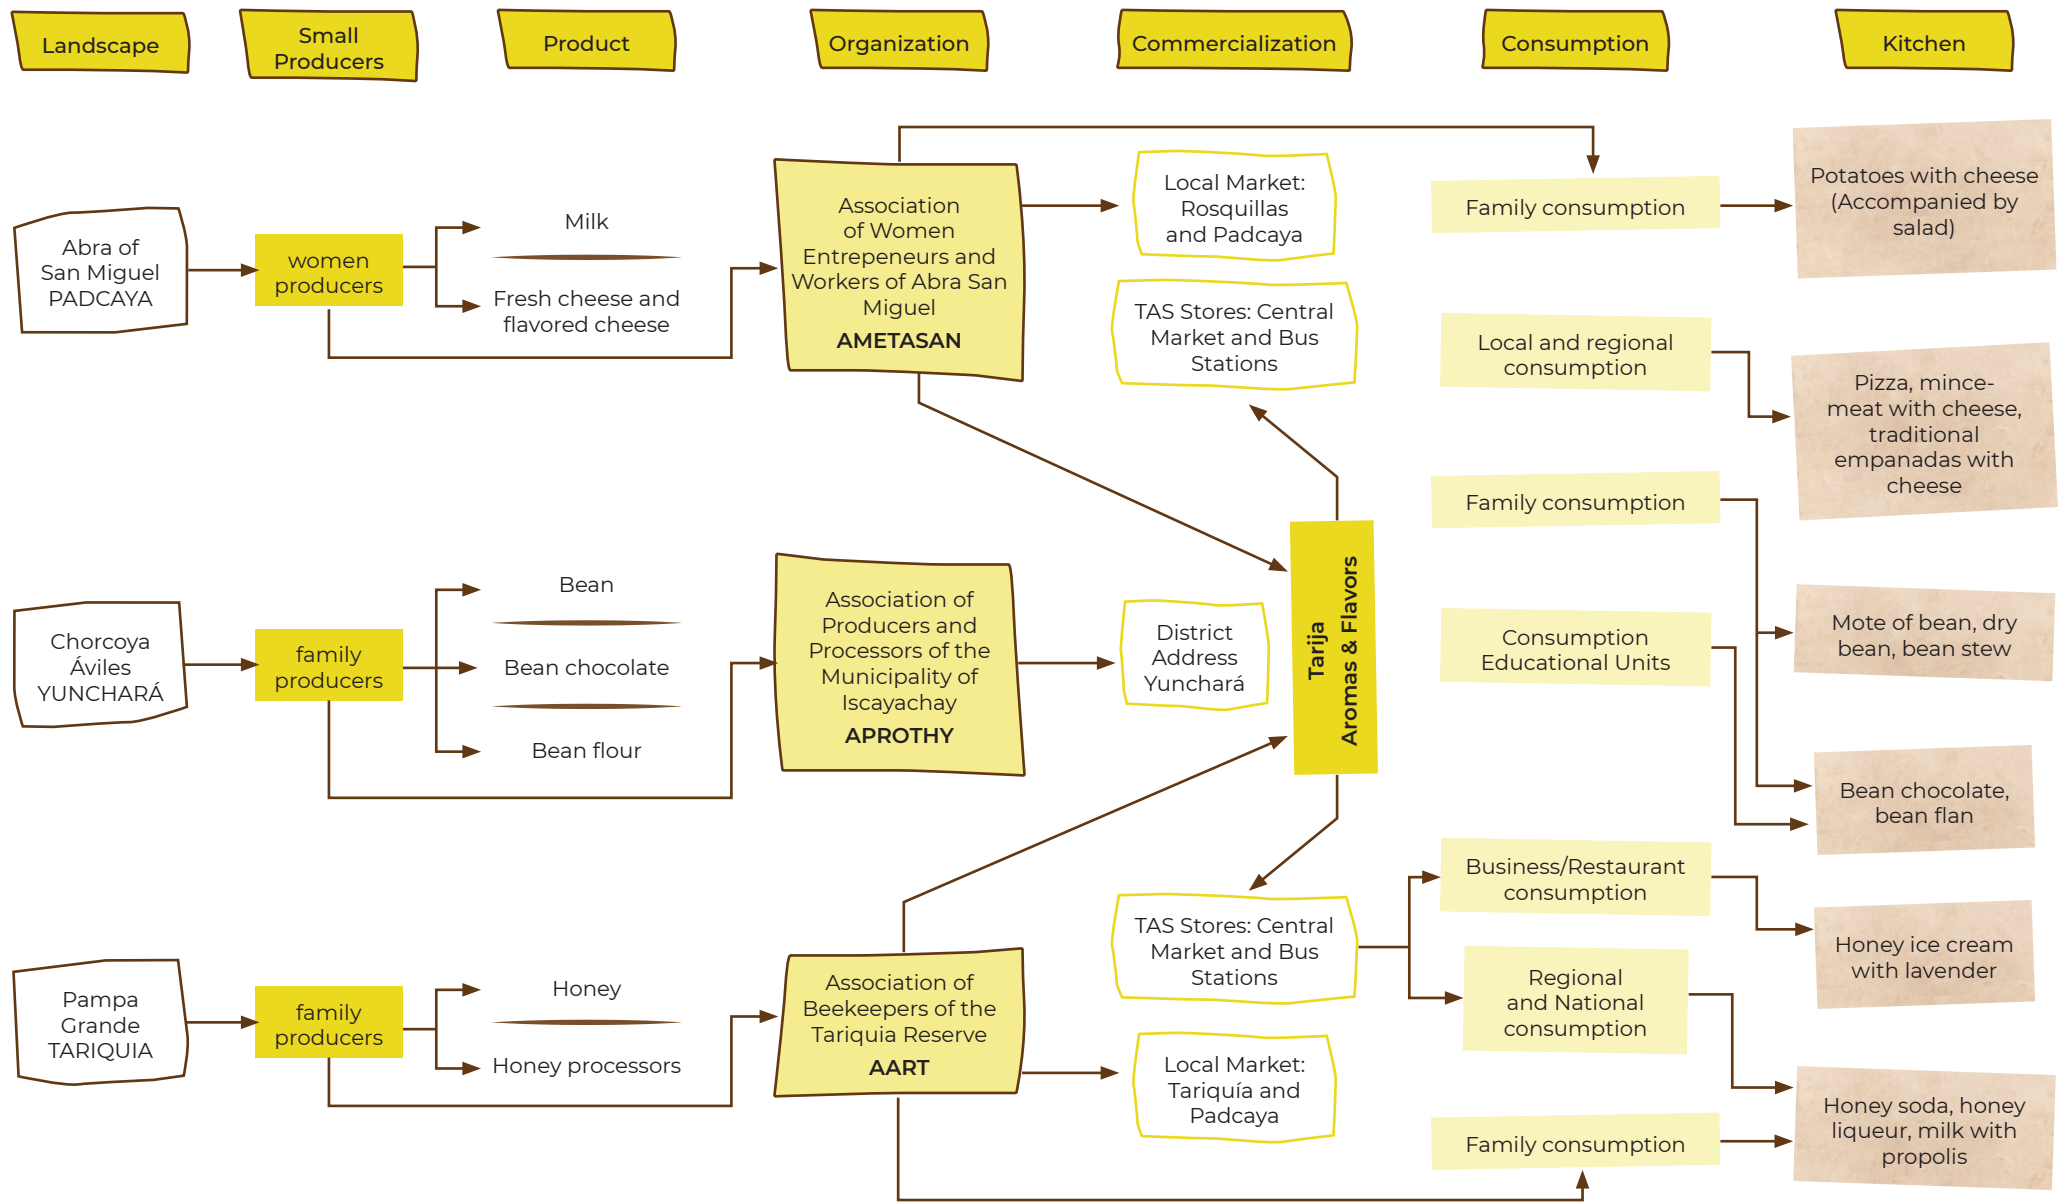 Landscape
Small
Producers
Product
Organization
Commercialization
Consumption
Kitchen
Abra of
San Miguel
PADCAYA
women
producers
Milk
Fresh cheese and
flavored cheese
Association
of Women
Entrepeneurs and
Workers of Abra San
Miguel
AMETASAN
Local Market:
Rosquillas
and Padcaya
TAS Stores: Central
Market and Bus
Stations
Family consumption
Potatoes with cheese
(Accompanied by
salad)
Local and regional
consumption
Pizza, mince-
meat with cheese,
traditional
empanadas with
cheese
Chorcoya
Áviles
YUNCHARÁ
family
producers
Bean
Bean chocolate
Bean flour
Association of
Producers and
Processors of the
Municipality of
Iscayachay
APROTHY
District
Address
Yunchará
Tarija
Aromas & Flavors
Family consumption
Consumption
Educational Units
Mote of bean, dry
bean, bean stew
Bean chocolate,
bean flan
Pampa
Grande
TARIQUIA
family
producers
Honey
Honey processors
Association of
Beekeepers of the
Tariquia Reserve
AART
TAS Stores: Central
Market and Bus
Stations
Local Market:
Tariquía and
Padcaya
Business/Restaurant
consumption
Regional
and National
consumption
Family consumption
Honey ice cream
with lavender
Honey soda, honey
liqueur, milk with
propolis